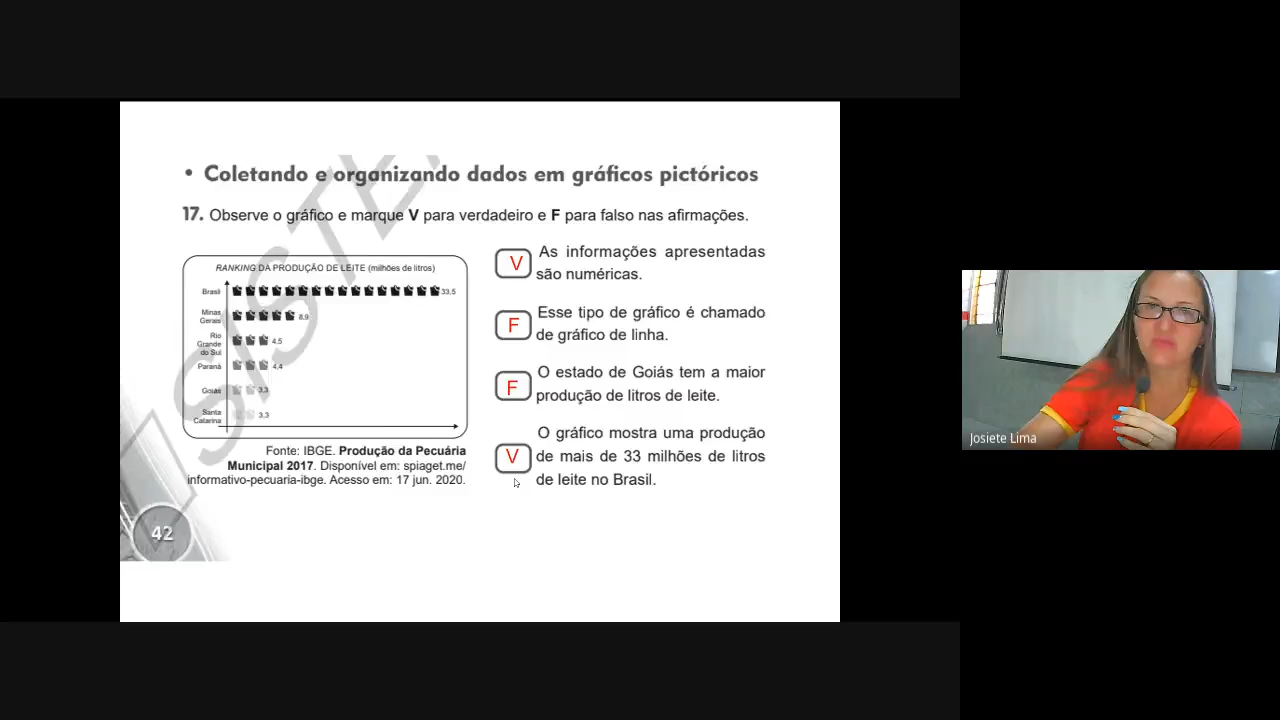 • Coletando e organizando dados em gráficos pictóricos
17. Observe o gráfico e marque V para verdadeiro e F para falso nas afirmações.
RANKING DA PRODUÇÃO DE LEITE (milhões de litros)
Brasil 33,5
Minas
Gerais 8,9
Rio
Grande
do Sul 4,5
Paraná 4,4
Goiás 3,3
Santa
Catarina 3,3
Fonte: IBGE. Produção da Pecuária
Municipal 2017. Disponível em: spiaget.me/
informativo-pecuaria-ibge. Acesso em: 17 jun. 2020.
V As informações apresentadas
são numéricas.
F Esse tipo de gráfico é chamado
de gráfico de linha.
F O estado de Goiás tem a maior
produção de litros de leite.
V O gráfico mostra uma produção
de mais de 33 milhões de litros
de leite no Brasil.
42
SISTE
Josiete Lima